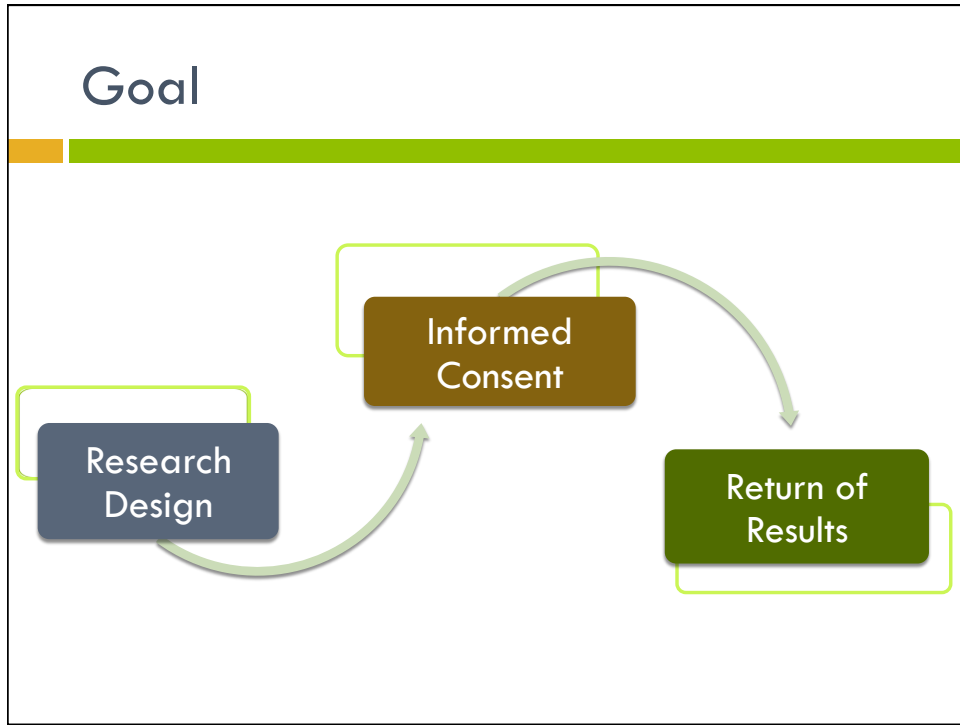 Goal
Research
Design
Informed
Consent
Return of
Results